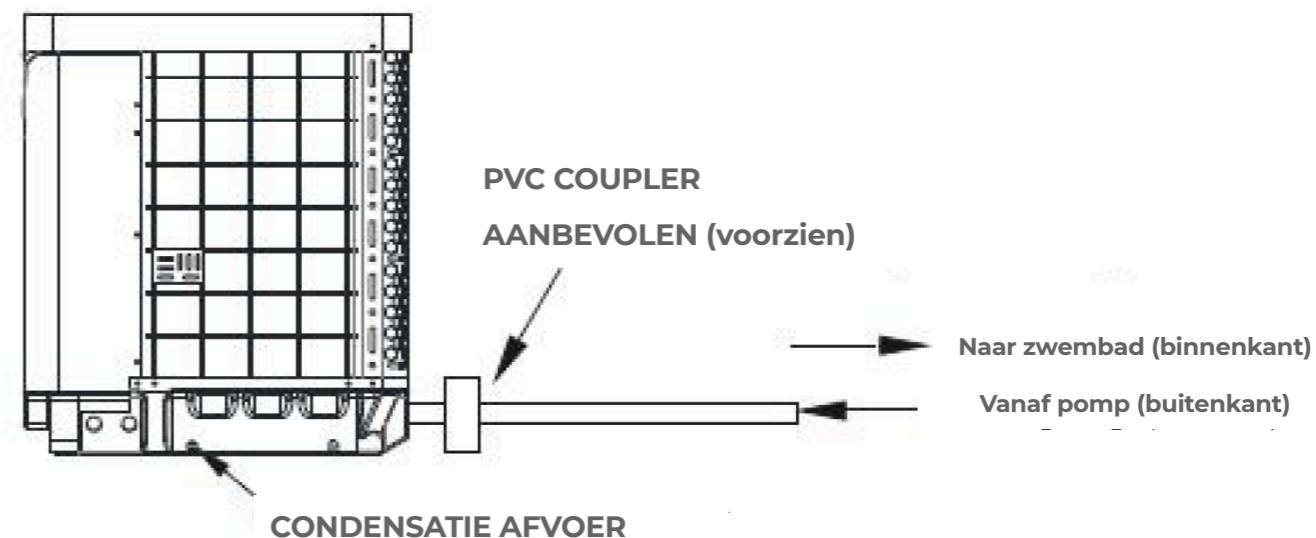 PVC COUPLER
AANBEVOLEN (voorzien)
Naar zwembad (binnenkant)
Vanaf pomp (buitenkant)
CONDENSATIE AFVOER